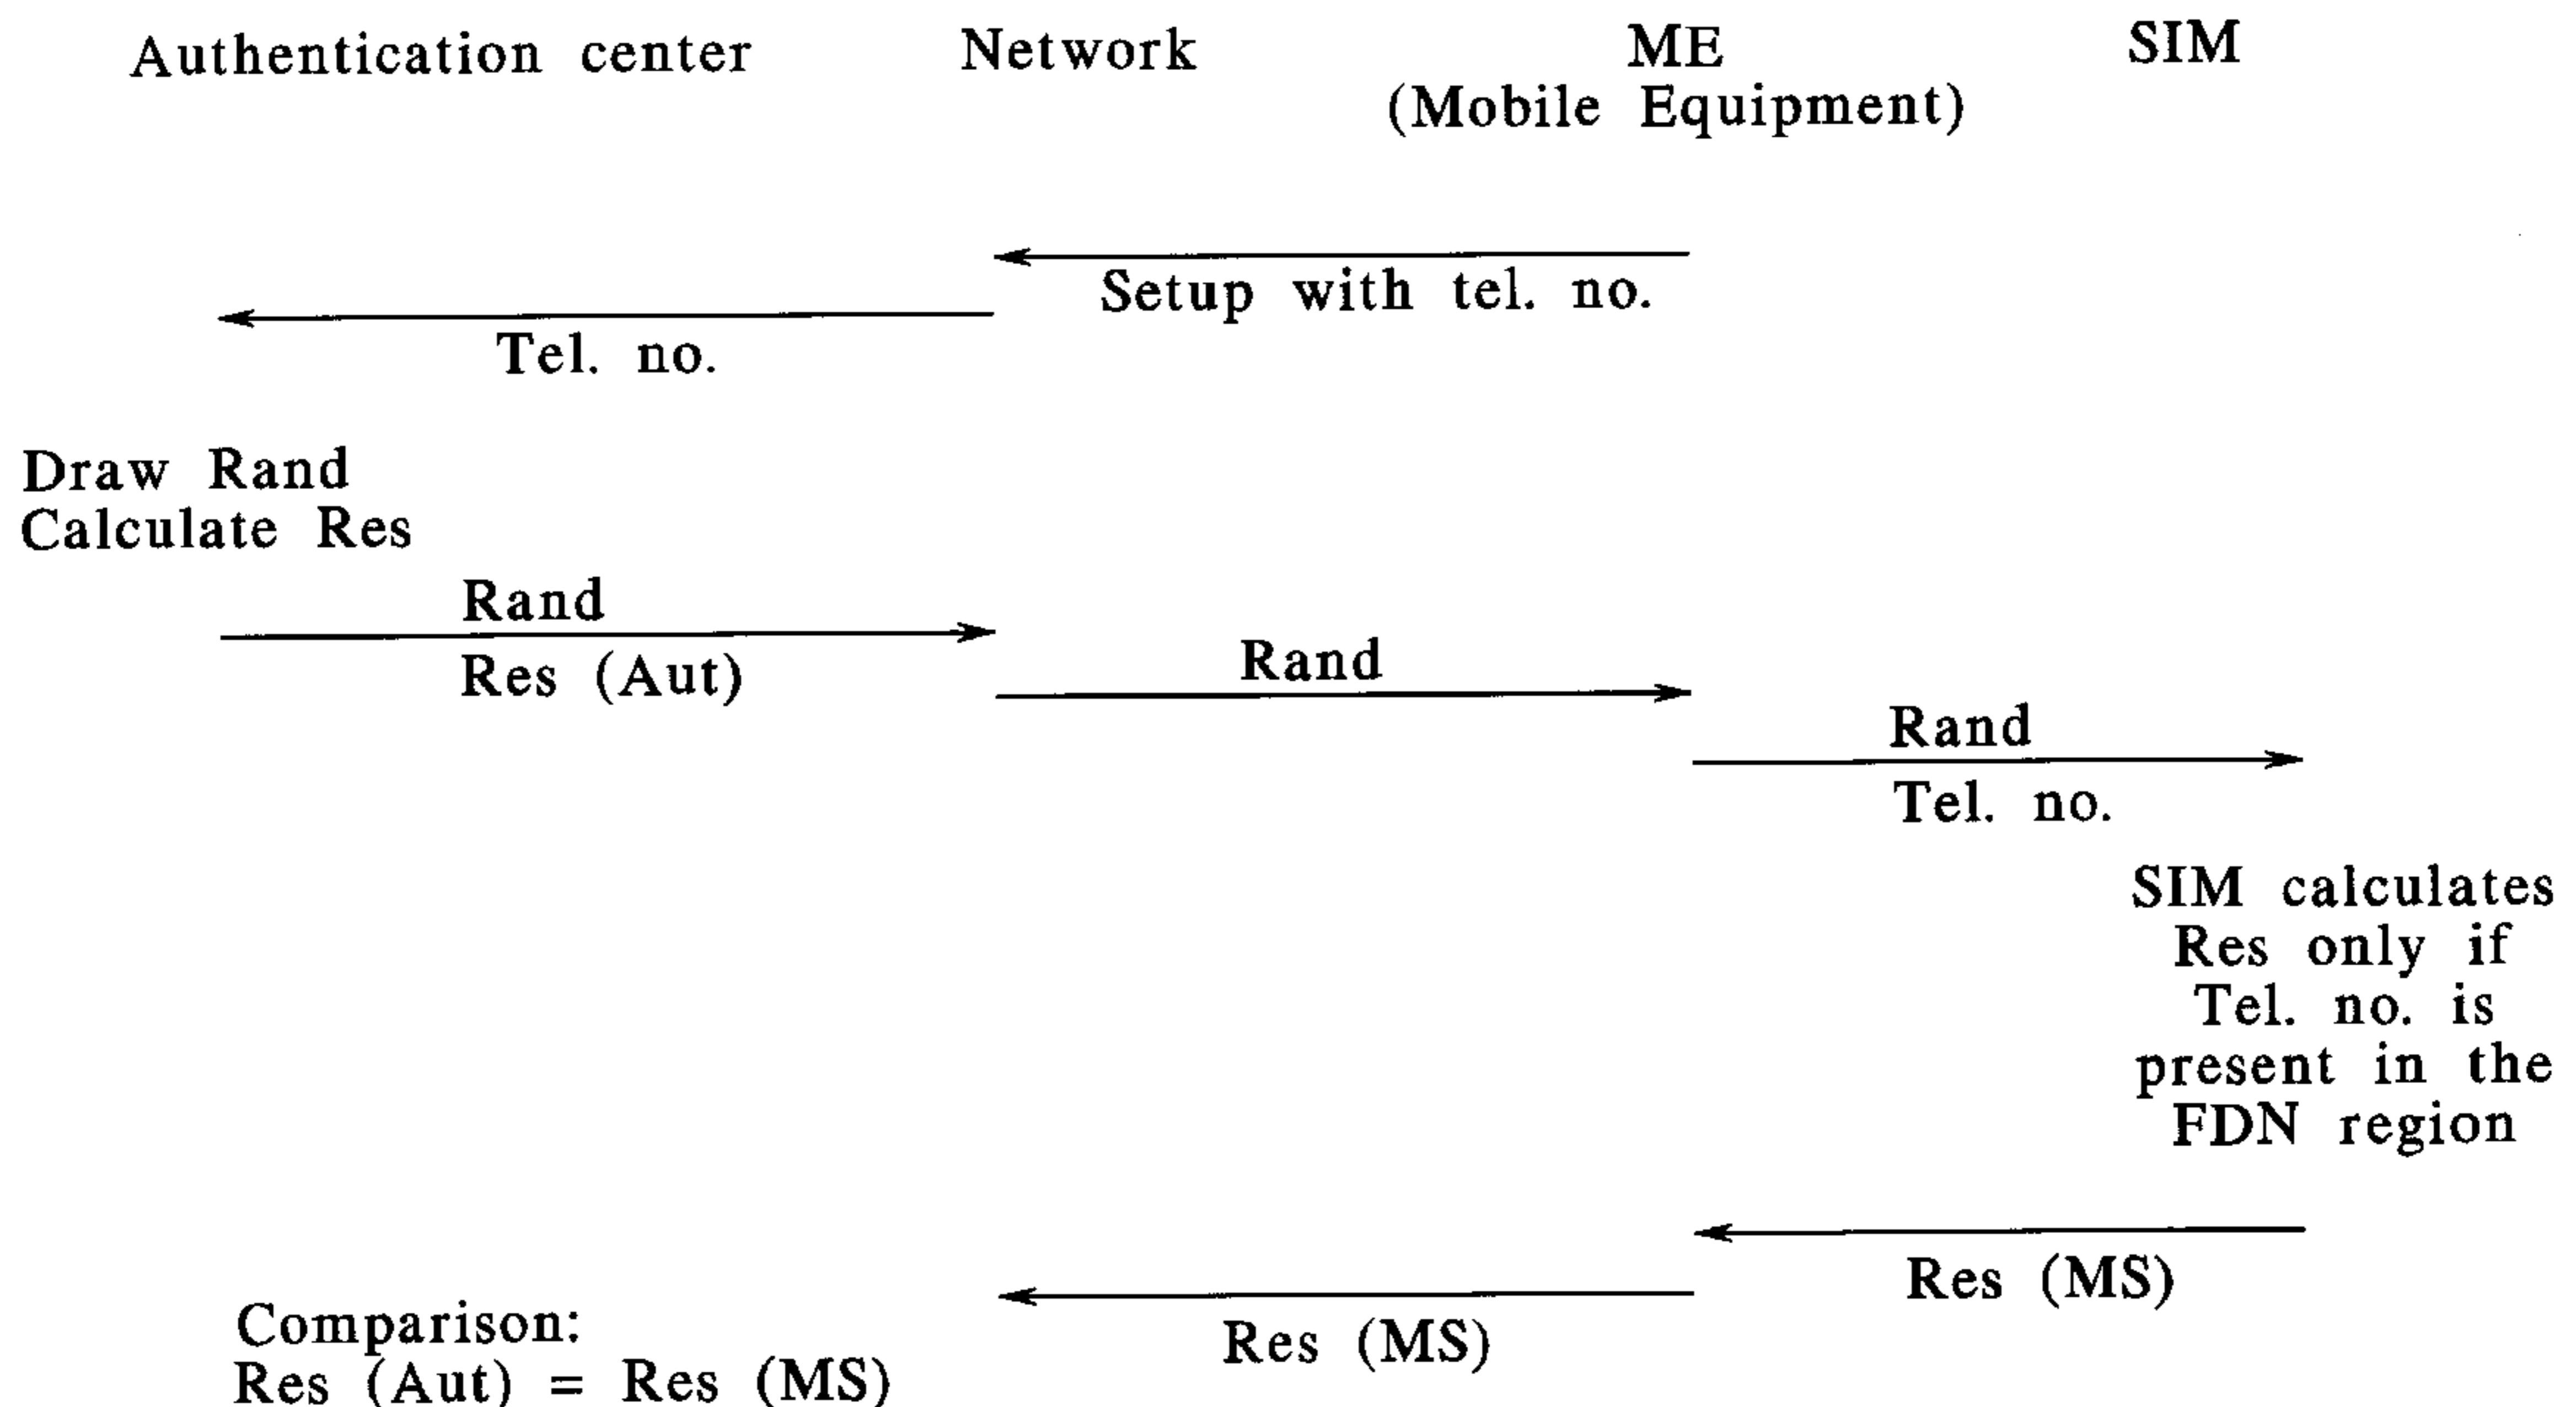 Authentication center Network ME SIM
(Mobile Equipment)
Setup with tel. no.
Tel. no.
Draw Rand
Calculate Res
Rand
Res (Aut)
Rand
Rand
Tel. no.
SIM calculates
Res only if
Tel. no. is
present in the
FDN region
Res (MS)
Res (MS)
Comparison:
Res (Aut) = Res (MS)